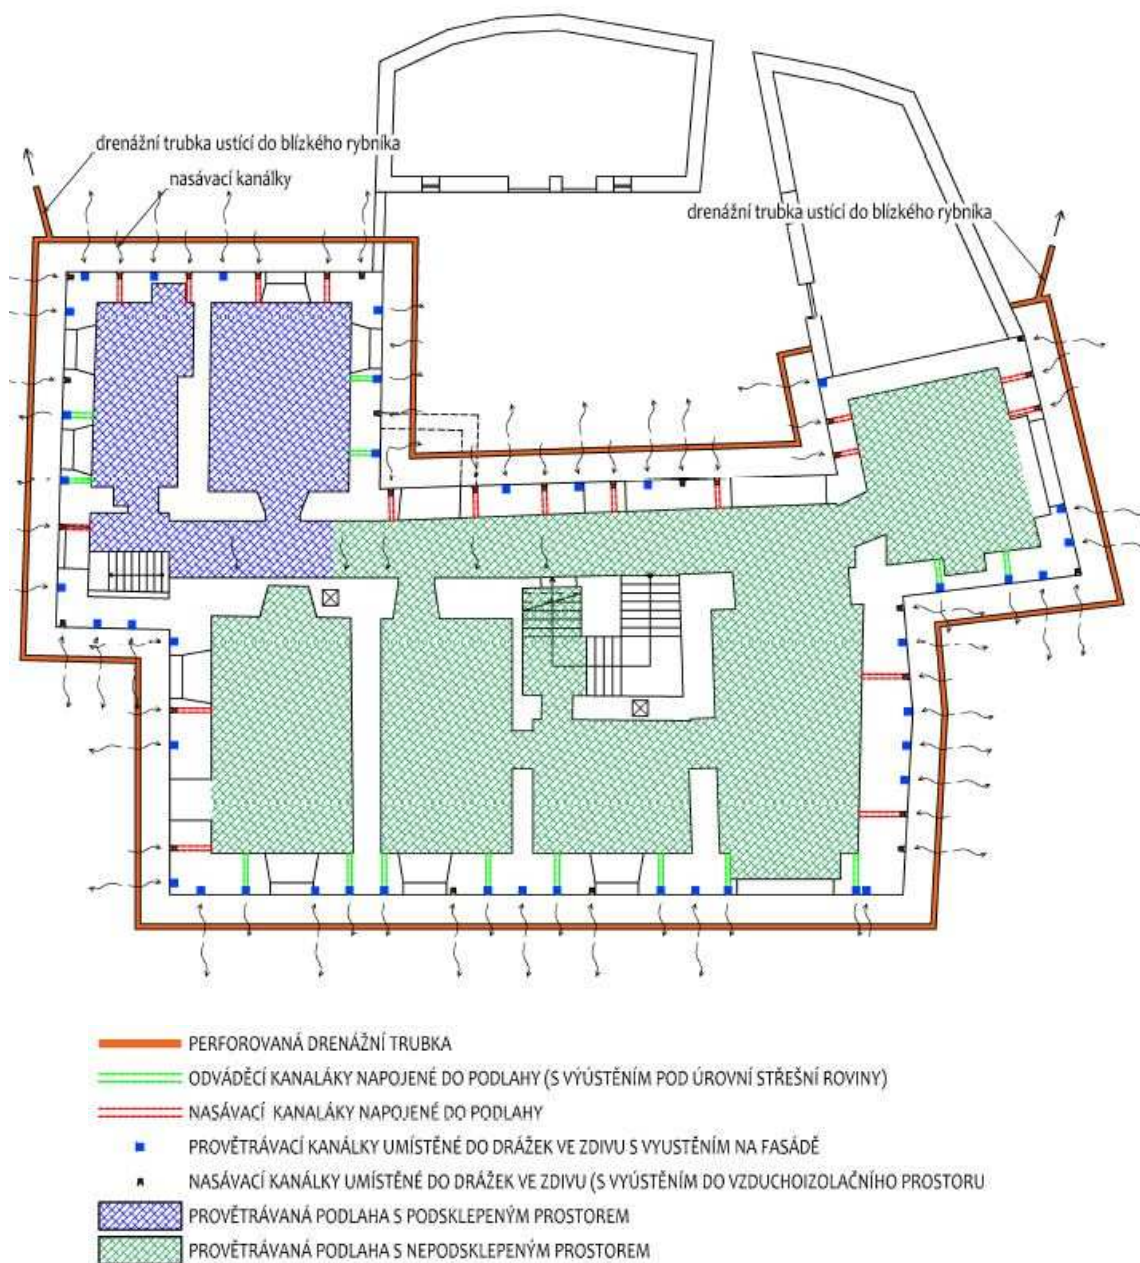 drenážní trubka ustící do blízkého rybníka
nasávací kanálky
drenážní trubka ustící do blízkého rybníka
PERFOROVANÁ DRENÁŽNÍ TRUBKA
ODVÁDĚCÍ KANALÁKY NAPOJENÉ DO PODLAHY (S VÝÚSTĚNÍM POD ÚROVNÍ STŘEŠNÍ ROVINY)
NASÁVACÍ KANALÁKY NAPOJENÉ DO PODLAHY
PROVĚTRÁVACÍ KANÁLKY UMÍSTĚNÉ DO DRÁŽEK VE ZDIVU S VYUSTĚNÍM NA FASÁDĚ
NASÁVACÍ KANÁLKY UMÍSTĚNÉ DO DRÁŽEK VE ZDIVU (S VYÚSTĚNÍM DO VZDUCHOIZOLAČNÍHO PROSTORU
PROVĚTRÁVANÁ PODLAHA S PODSKLEPENÝM PROSTOREM
PROVĚTRÁVANÁ PODLAHA S NEPODSKLEPENÝM PROSTOREM